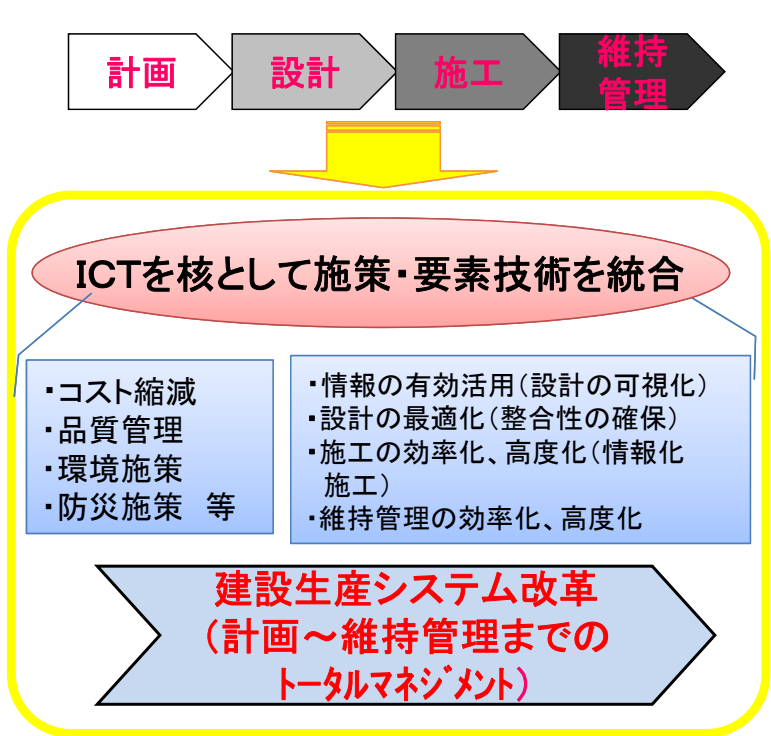 計画
設計
施工
維持
管理
ICTを核として施策・要素技術を統合
・コスト縮減
・品質管理
・環境施策
・防災施策　等
・情報の有効活用（設計の可視化）
・設計の最適化（整合性の確保）
・施工の効率化、高度化（情報化
施工）
・維持管理の効率化、高度化
建設生産システム改革
（計画～維持管理までの
ﾄｰﾀﾙﾏﾈｼﾞﾒﾝﾄ）